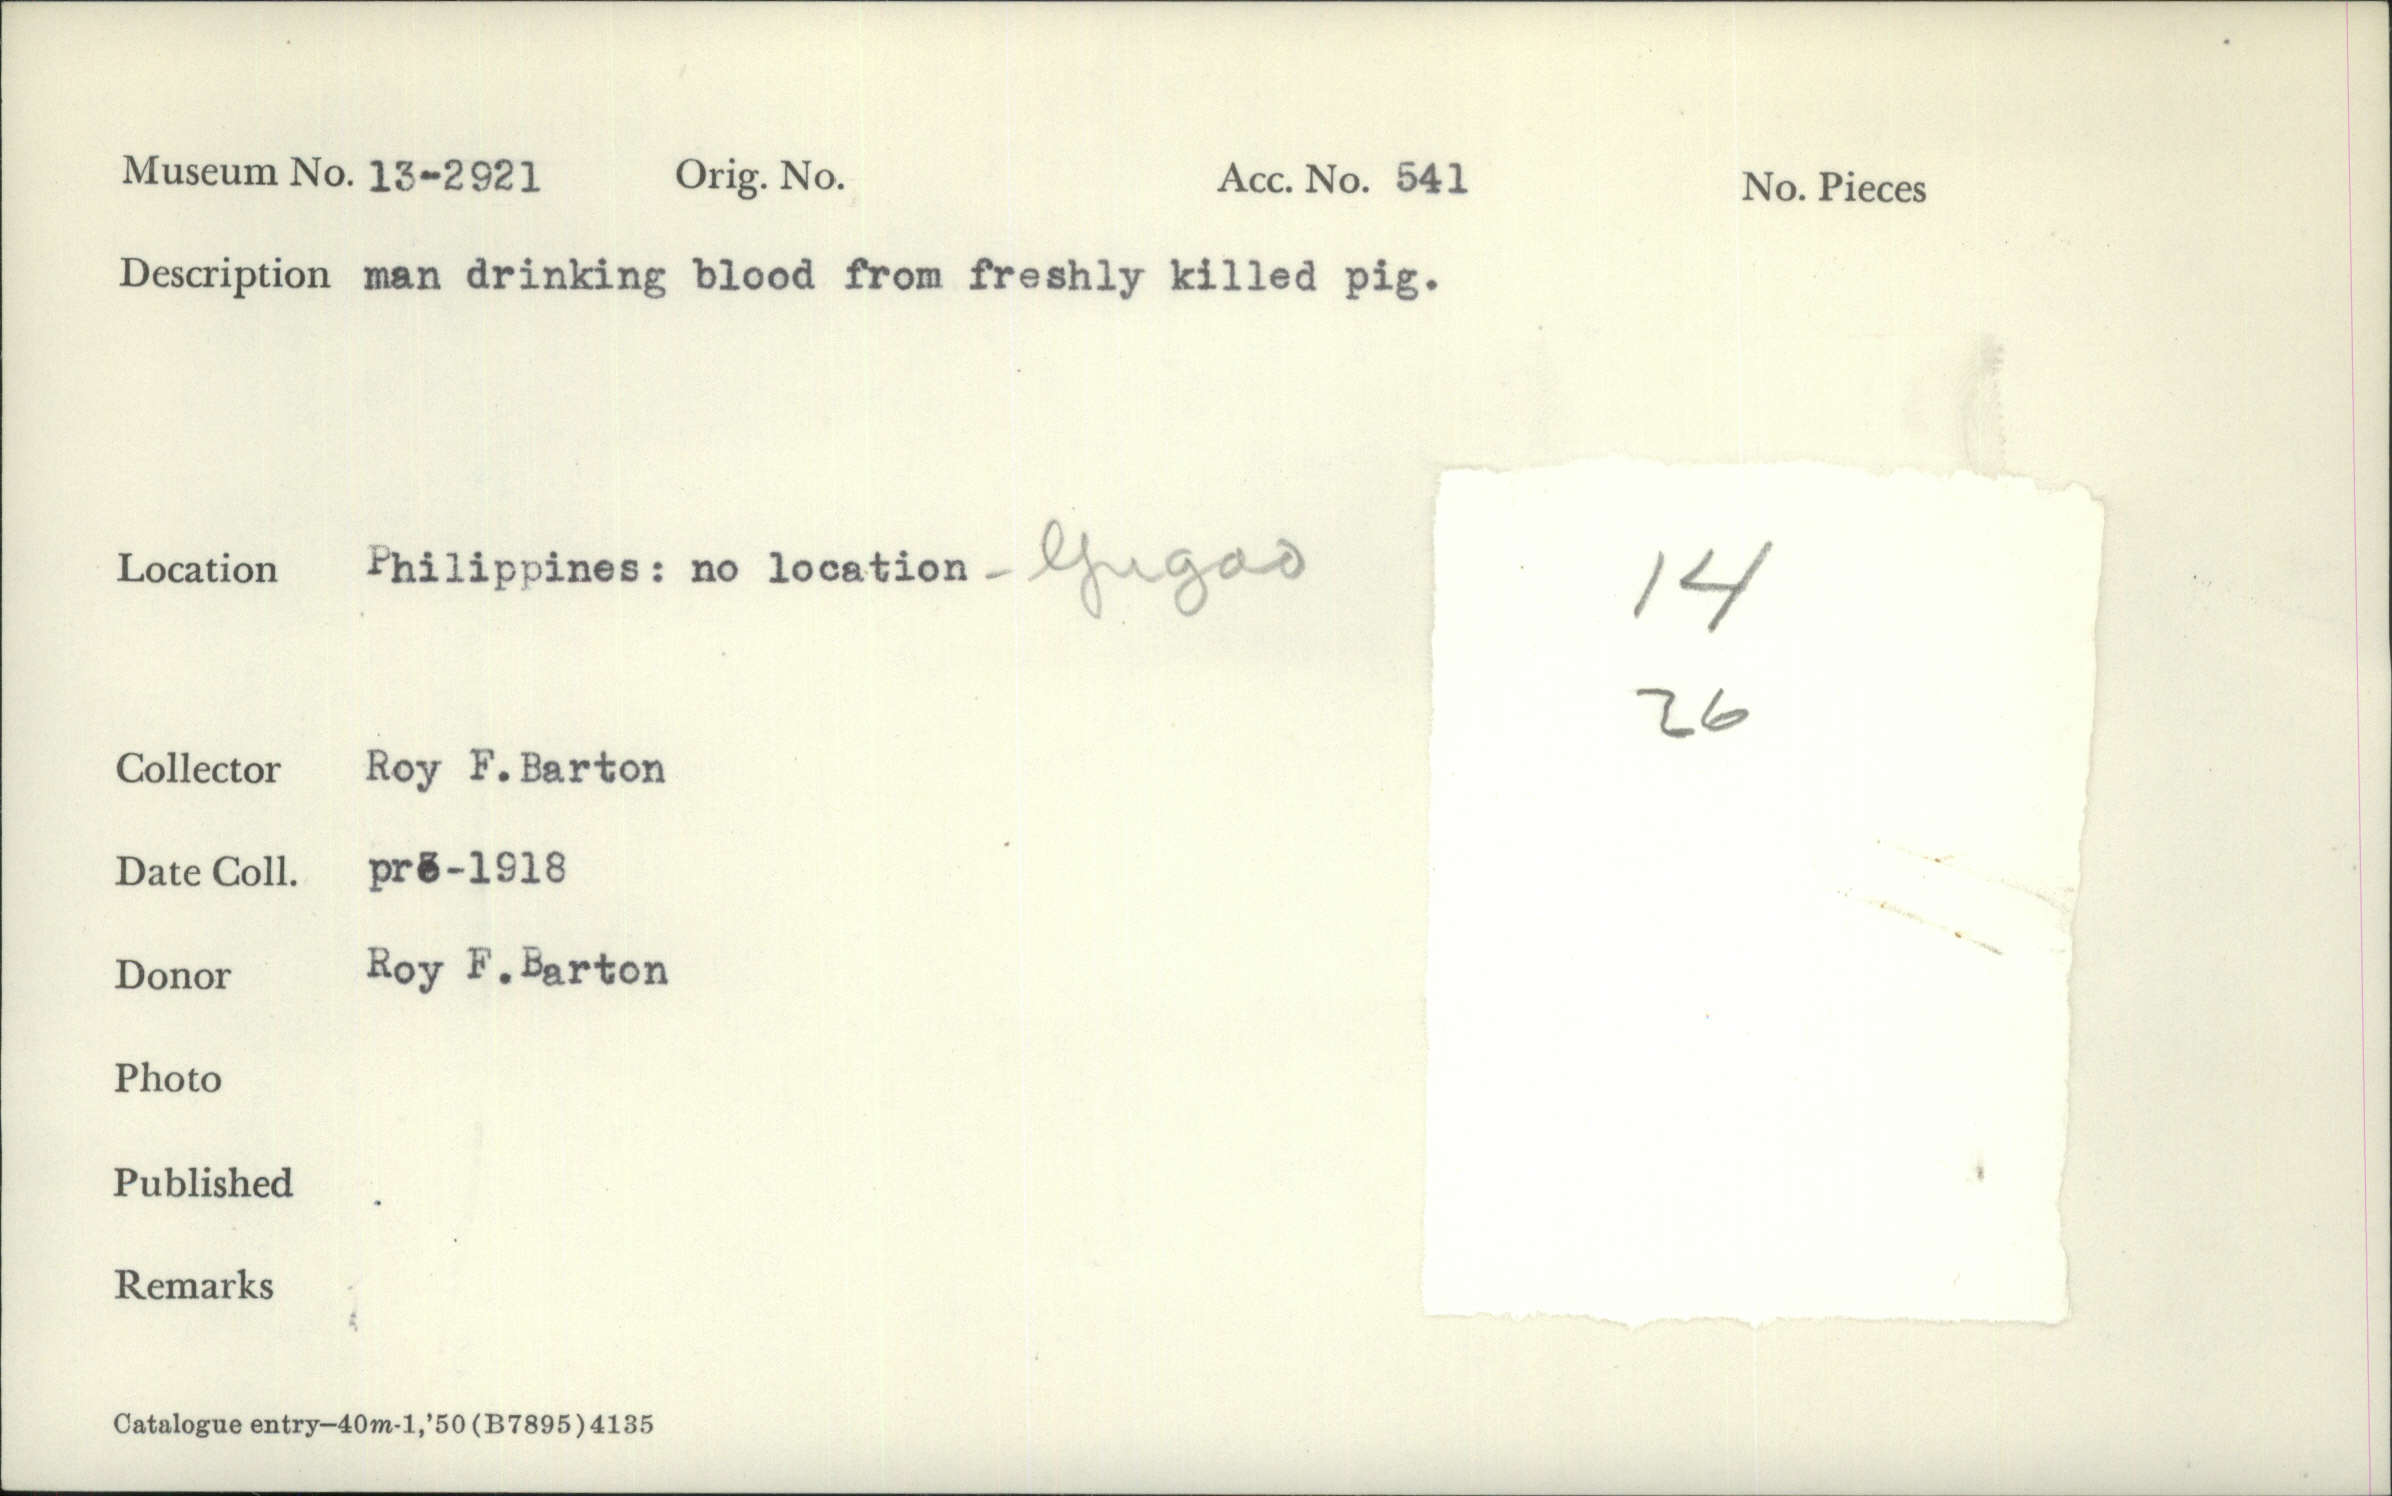 Museum No. 13-2921 Orig. No. Acc. No. 541 No. Pieces
Description man drinking blood from freshly killed pig.
Location Philippines: no location -
14
26
Collector Roy F.Barton
Date Coll. pre-1918
Donor Roy F.Barton
Photo
Published
Remarks
Catalogue entry—40m-1,'50(B7895)4135